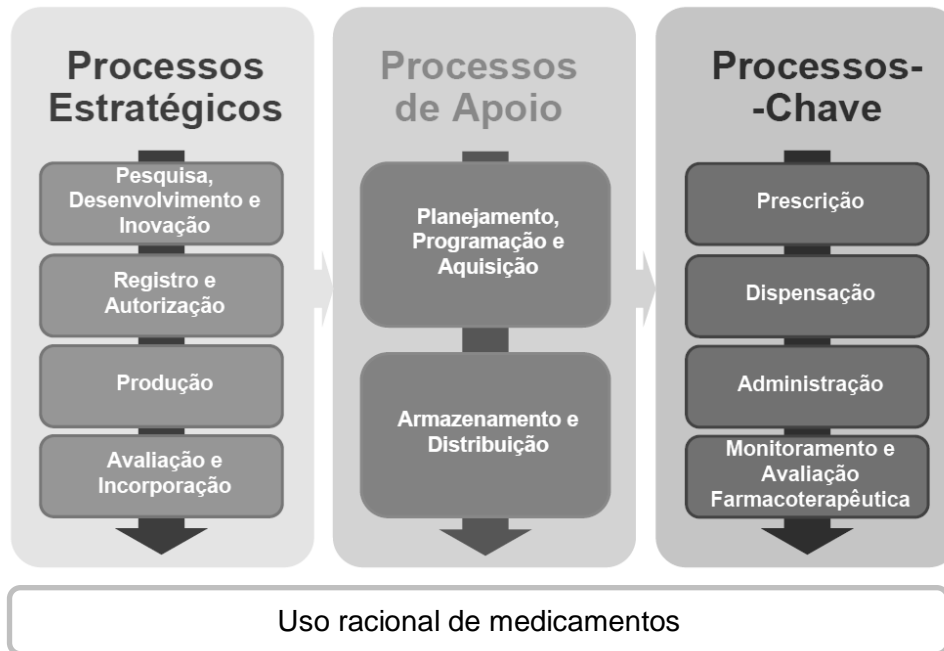 Processos
Estratégicos
Pesquisa,
Desenvolvimento e
Inovação
Registro e
Autorização
Produção
Avaliação e
Incorporação
Processos
de Apoio
Planejamento,
Programação e
Aquisição
Armazenamento e
Distribuição
Processos-
-Chave
Prescrição
Dispensação
Administração
Monitoramento e
Avaliação
Farmacoterapêutica
Uso racional de medicamentos